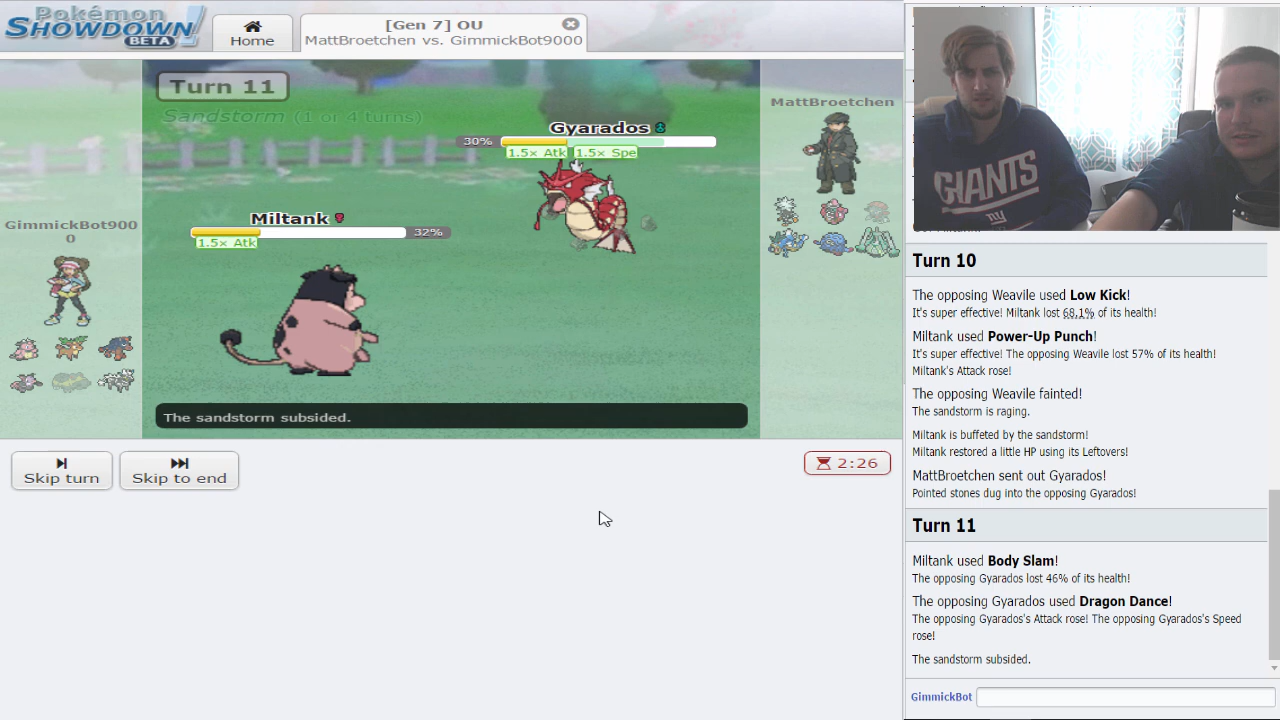 Pokémon
SHOWDOWN!
BETA
Home
[Gen 7] OU
MattBroetchen vs. GimmickBot9000
Turn 11
Sandstorm (1 or 4 turns)
Gyarados
30%
1.5× Atk 1.5× Spe
Miltank
32%
1.5× Atk
GimmickBot900
0
MattBroetchen
The sandstorm subsided.
Skip turn
Skip to end
2:26
GIANTS
NY
Turn 10
The opposing Weavile used Low Kick!
It's super effective! Miltank lost 68.1% of its health!
Miltank used Power-Up Punch!
It's super effective! The opposing Weavile lost 57% of its health!
Miltank's Attack rose!
The opposing Weavile fainted!
The sandstorm is raging.
Miltank is buffeted by the sandstorm!
Miltank restored a little HP using its Leftovers!
MattBroetchen sent out Gyarados!
Pointed stones dug into the opposing Gyarados!
Turn 11
Miltank used Body Slam!
The opposing Gyarados lost 46% of its health!
The opposing Gyarados used Dragon Dance!
The opposing Gyarados's Attack rose! The opposing Gyarados's Speed
rose!
The sandstorm subsided.
GimmickBot